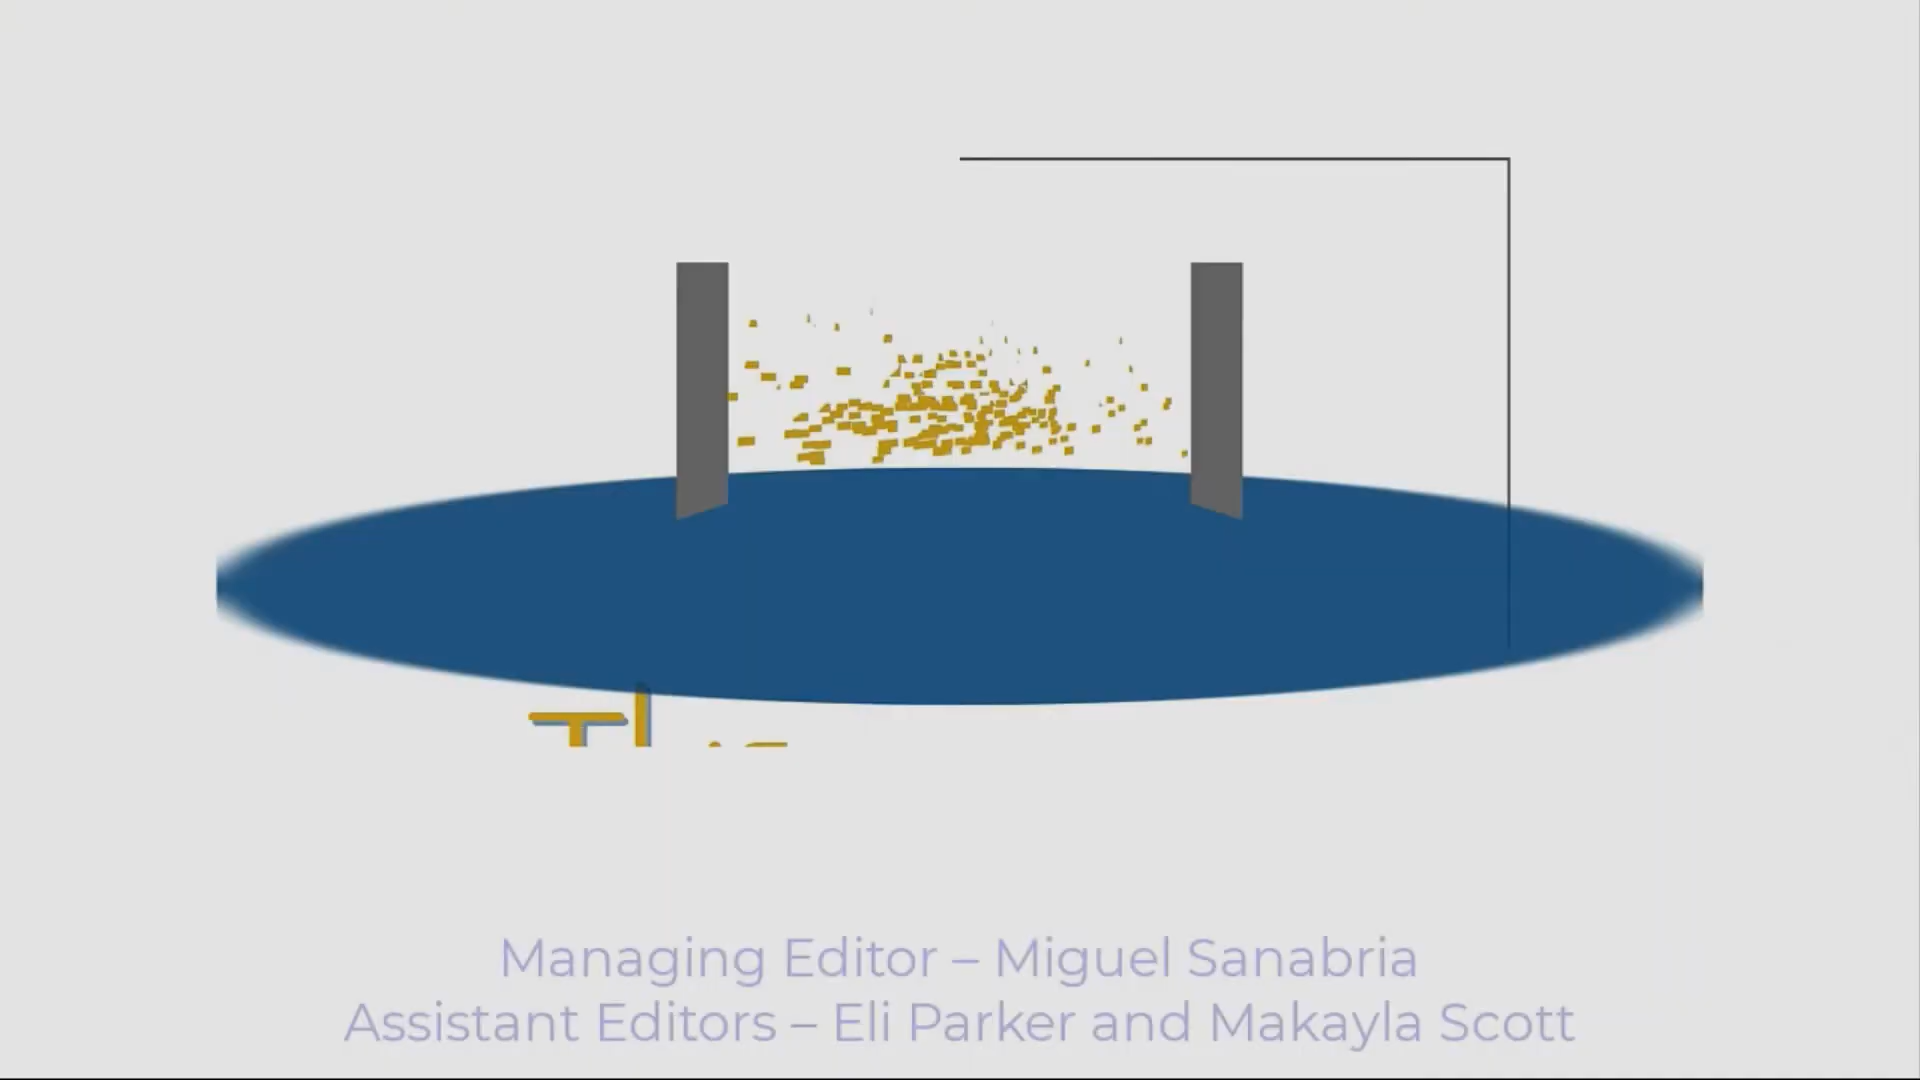 Managing Editor – Miguel Sanabria
Assistant Editors – Eli Parker and Makayla Scott